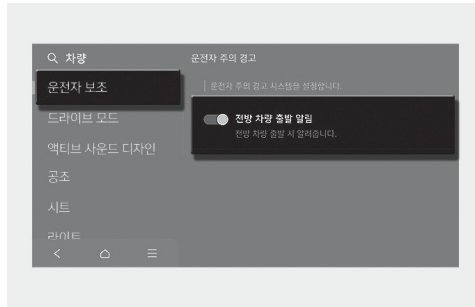 차량
운전자 보조
드라이브 모드
액티브 사운드 디자인
공조
시트
라이트
운전자 주의 경고
운전자 주의 경고 시스템을 설정합니다.
전방 차량 출발 알림
전방 차량 출발 시 알려줍니다.